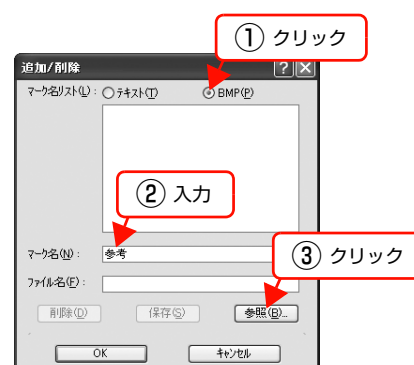 ① クリック
追加/削除
マーク名リスト(L): テキスト(T) BMP(P)
② 入力
マーク名(N): 参考
③ クリック
ファイル名(F):
削除(D) 保存(S) 参照(B)...
OK キャンセル